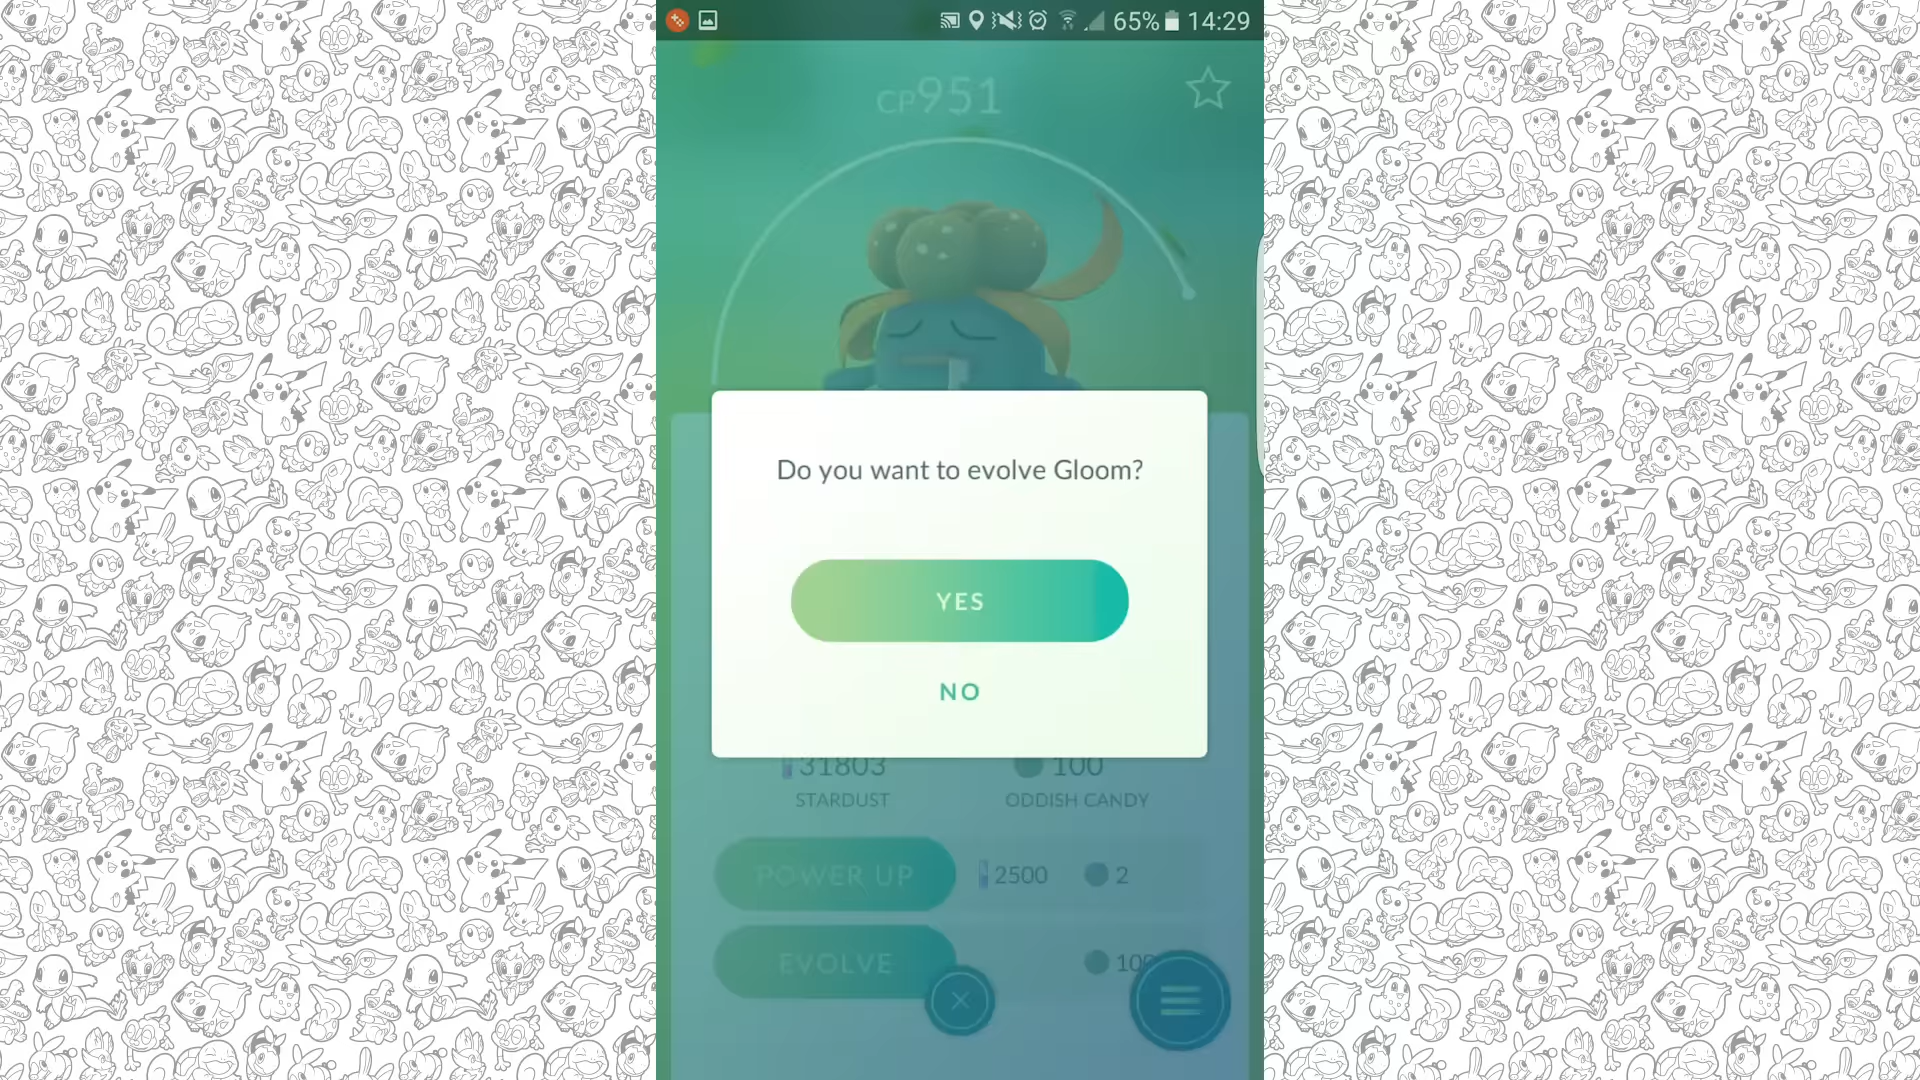 65% 14:29
CP951
Do you want to evolve Gloom?
YES
NO
31803 100
STARDUST ODDISH CANDY
POWER UP 2500 2
EVOLVE 100